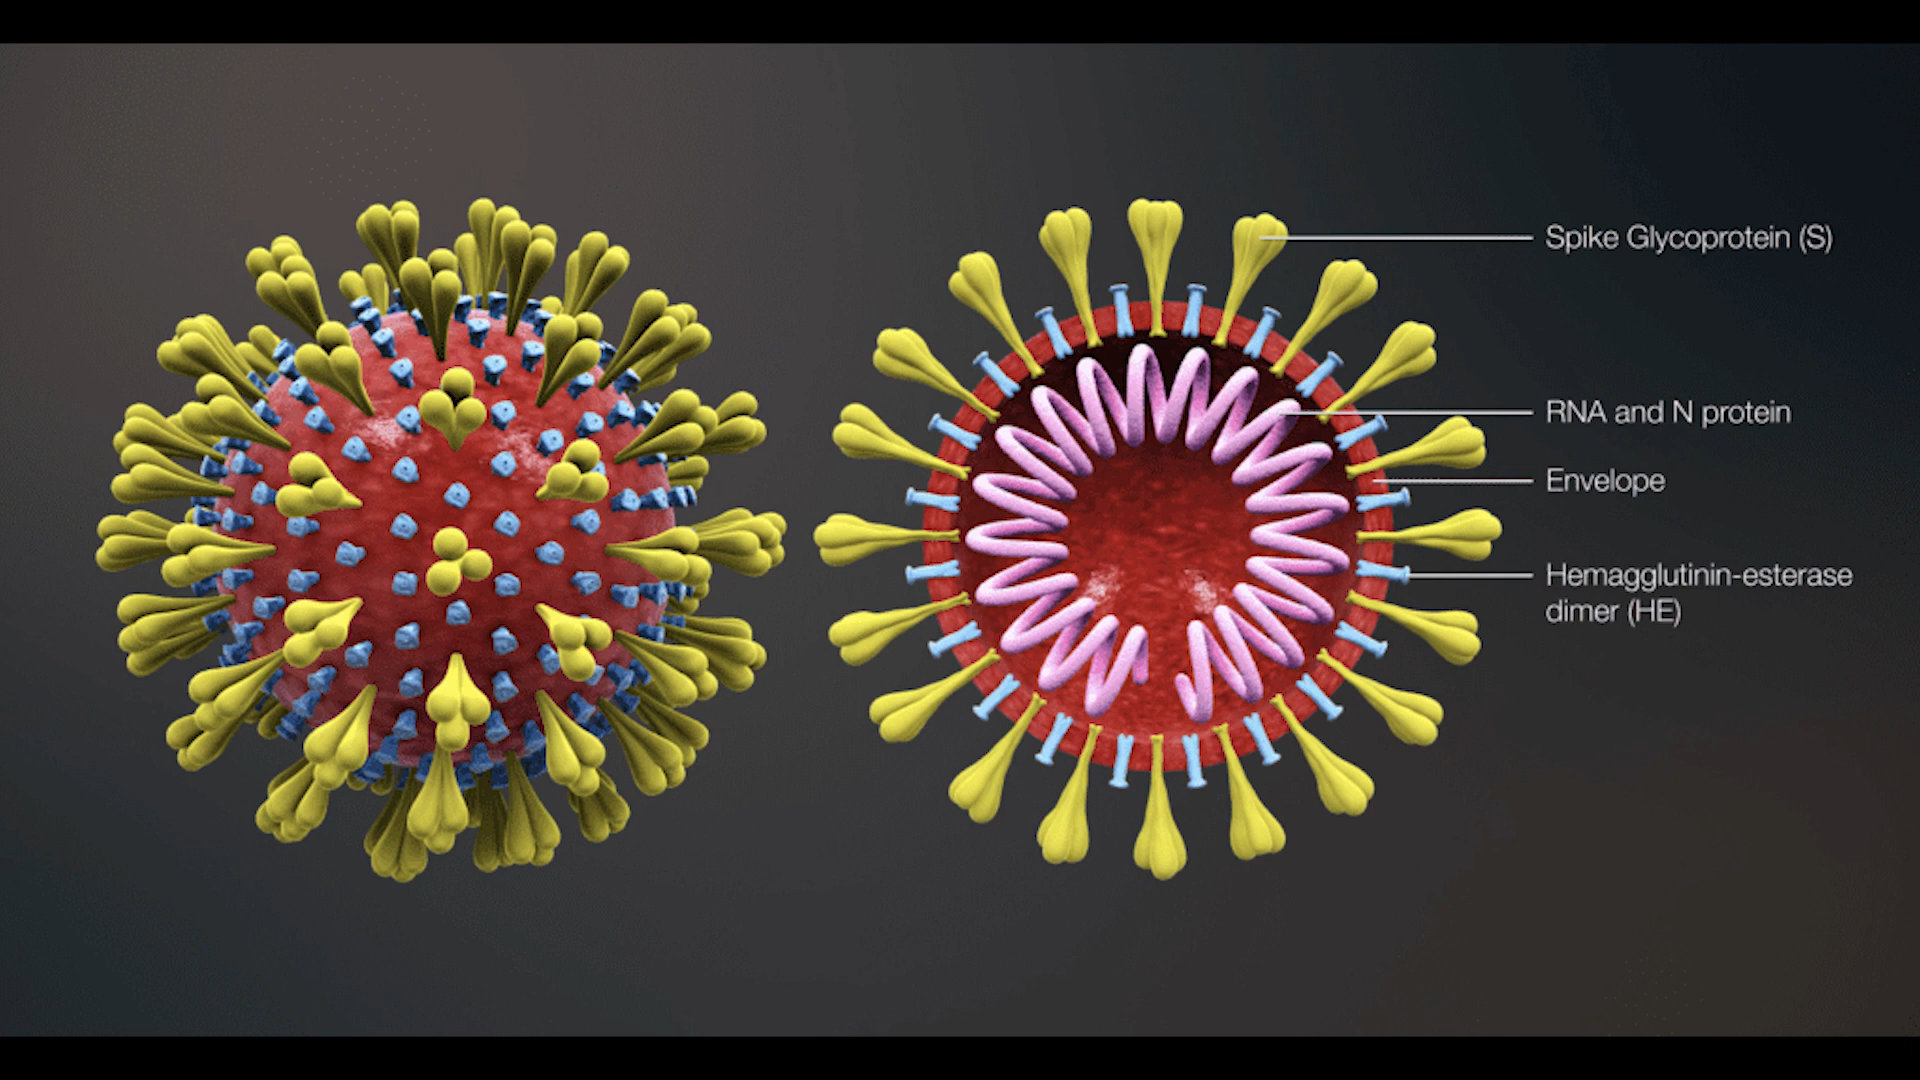 Spike Glycoprotein (S)
RNA and N protein
Envelope
Hemagglutinin-esterase
dimer (HE)